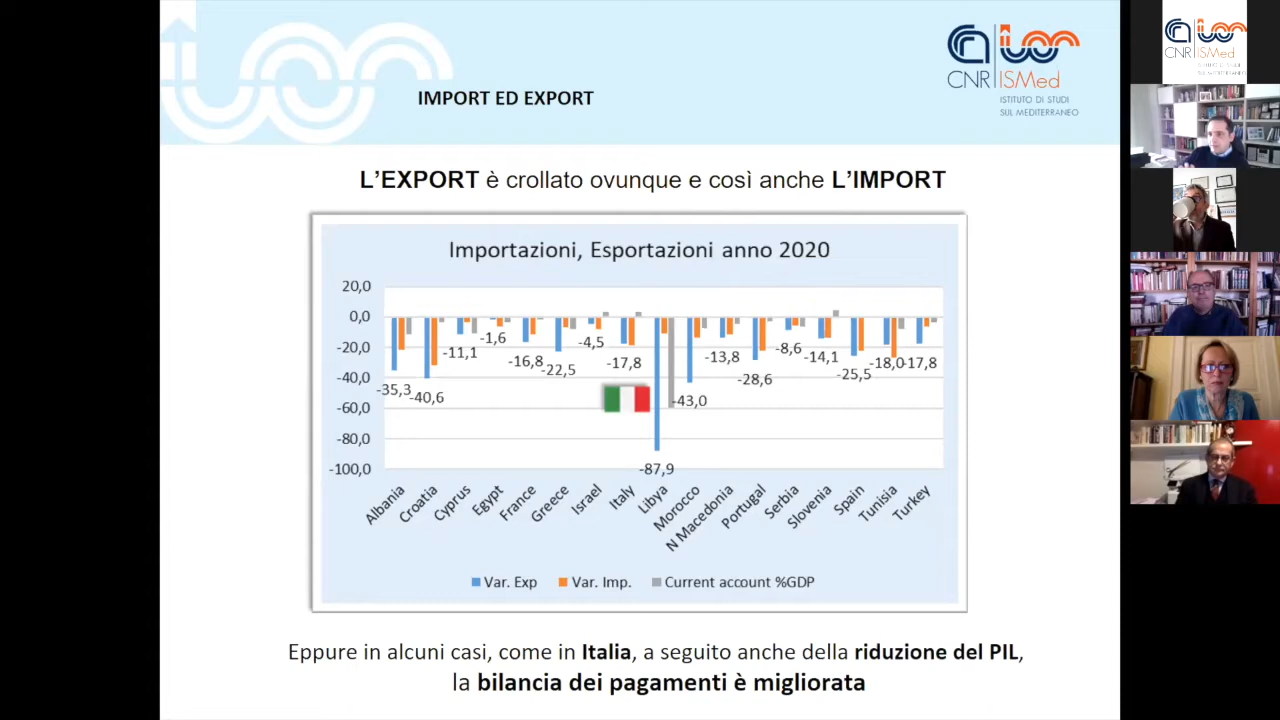 IMPORT ED EXPORT
CNR ISMed
ISTITUTO DI STUDI
SUL MEDITERRANEO
L’EXPORT è crollato ovunque e così anche L’IMPORT
Importazioni, Esportazioni anno 2020
20,0
0,0
-20,0
-40,0
-60,0
-80,0
-100,0
-35,3
-40,6
-11,1
-1,6
-16,8
-22,5
-4,5
-17,8
-87,9
-43,0
-13,8
-28,6
-8,6
-14,1
-25,5
-18,0
-17,8
Albania
Croatia
Cyprus
Egypt
France
Greece
Israel
Italy
Libya
Morocco
N Macedonia
Portugal
Serbia
Slovenia
Spain
Tunisia
Turkey
Var. Exp
Var. Imp.
Current account %GDP
Eppure in alcuni casi, come in Italia, a seguito anche della riduzione del PIL,
la bilancia dei pagamenti è migliorata
CNR ISMed